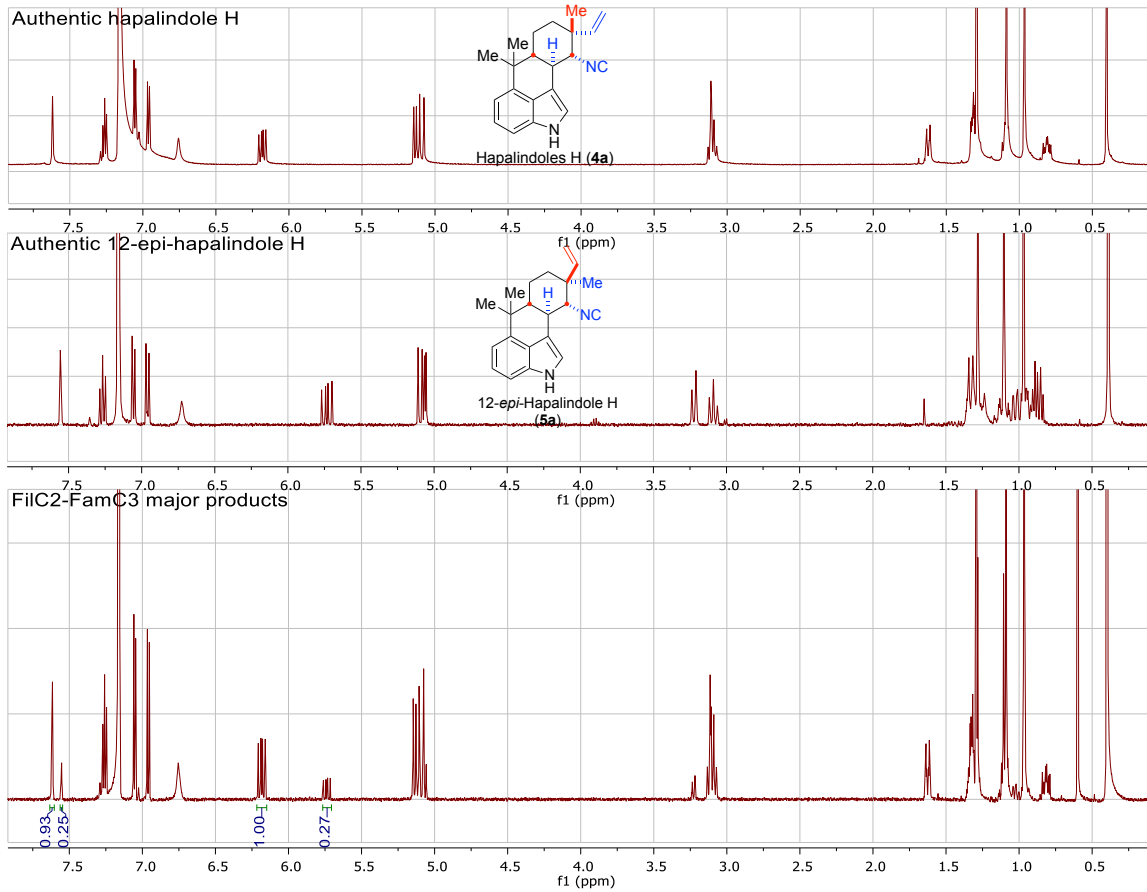 Authentic hapalindole H
Me
H
Me
Me
NC
N
H
Hapalindoles H (4a)
7.5 7.0 6.5 6.0 5.5 5.0 4.5 4.0 3.5 3.0 2.5 2.0 1.5 1.0 0.5
f1 (ppm)
Authentic 12-epi-hapalindole H
Me
H
Me
Me
NC
N
H
12-epi-Hapalindole H
(5a)
7.5 7.0 6.5 6.0 5.5 5.0 4.5 4.0 3.5 3.0 2.5 2.0 1.5 1.0 0.5
f1 (ppm)
FilC2-FamC3 major products
0.93 0.25 1.00 0.27
7.5 7.0 6.5 6.0 5.5 5.0 4.5 4.0 3.5 3.0 2.5 2.0 1.5 1.0 0.5
f1 (ppm)